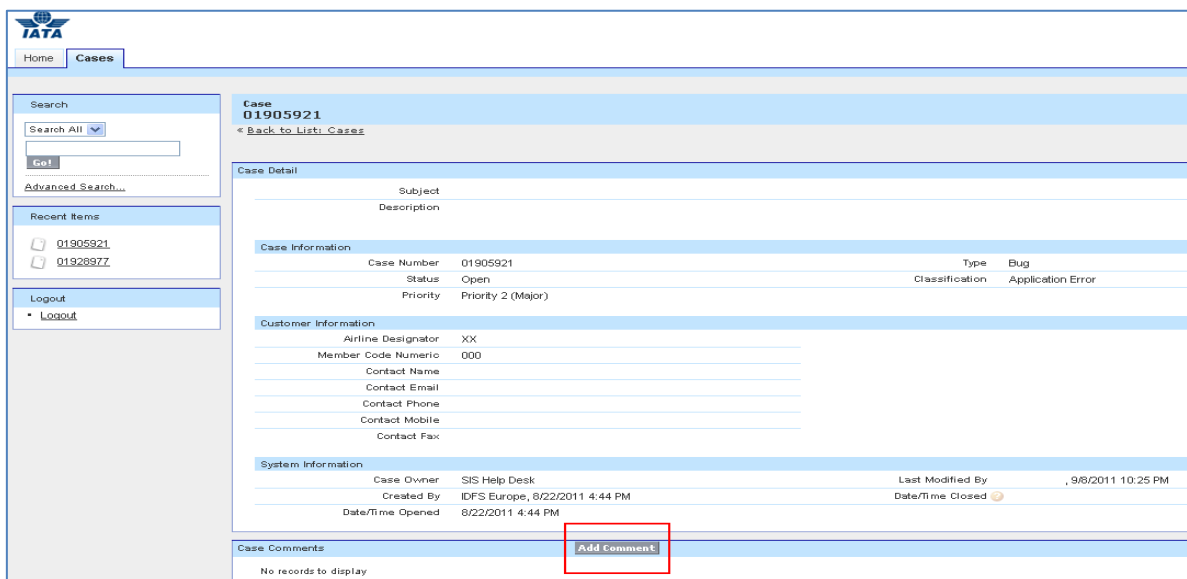 IATA
Home Cases
Search
Search All
Go!
Advanced Search...
Recent Items
01905921
01928977
Logout
• Logout
Case
01905921
« Back to List: Cases
Case Detail
Subject
Description
Case Information
Case Number 01905921 Type Bug
Status Open Classification Application Error
Priority Priority 2 (Major)
Customer Information
Airline Designator XX
Member Code Numeric 000
Contact Name
Contact Email
Contact Phone
Contact Mobile
Contact Fax
System Information
Case Owner SIS Help Desk Last Modified By , 9/8/2011 10:25 PM
Created By IDFS Europe, 8/22/2011 4:44 PM Date/Time Closed
Date/Time Opened 8/22/2011 4:44 PM
Case Comments Add Comment
No records to display